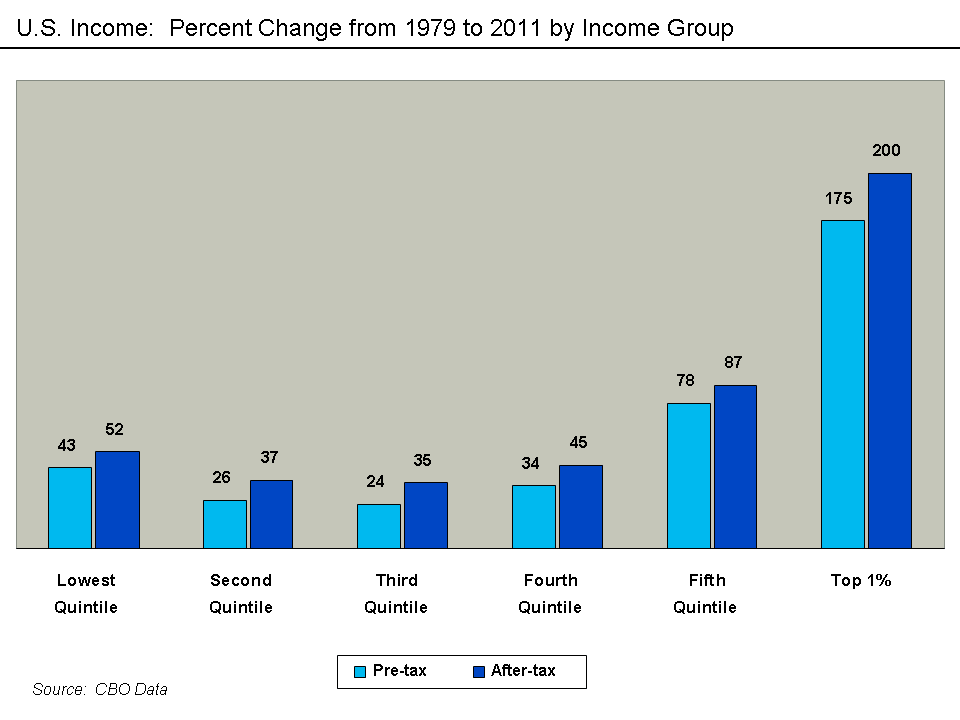 U.S. Income:  Percent Change from 1979 to 2011 by Income Group
200
175
87
78
52
43
45
37
35
34
26
24
Lowest Quintile
Second Quintile
Third Quintile
Fourth Quintile
Fifth Quintile
Top 1%
Pre-tax
After-tax
Source:  CBO Data